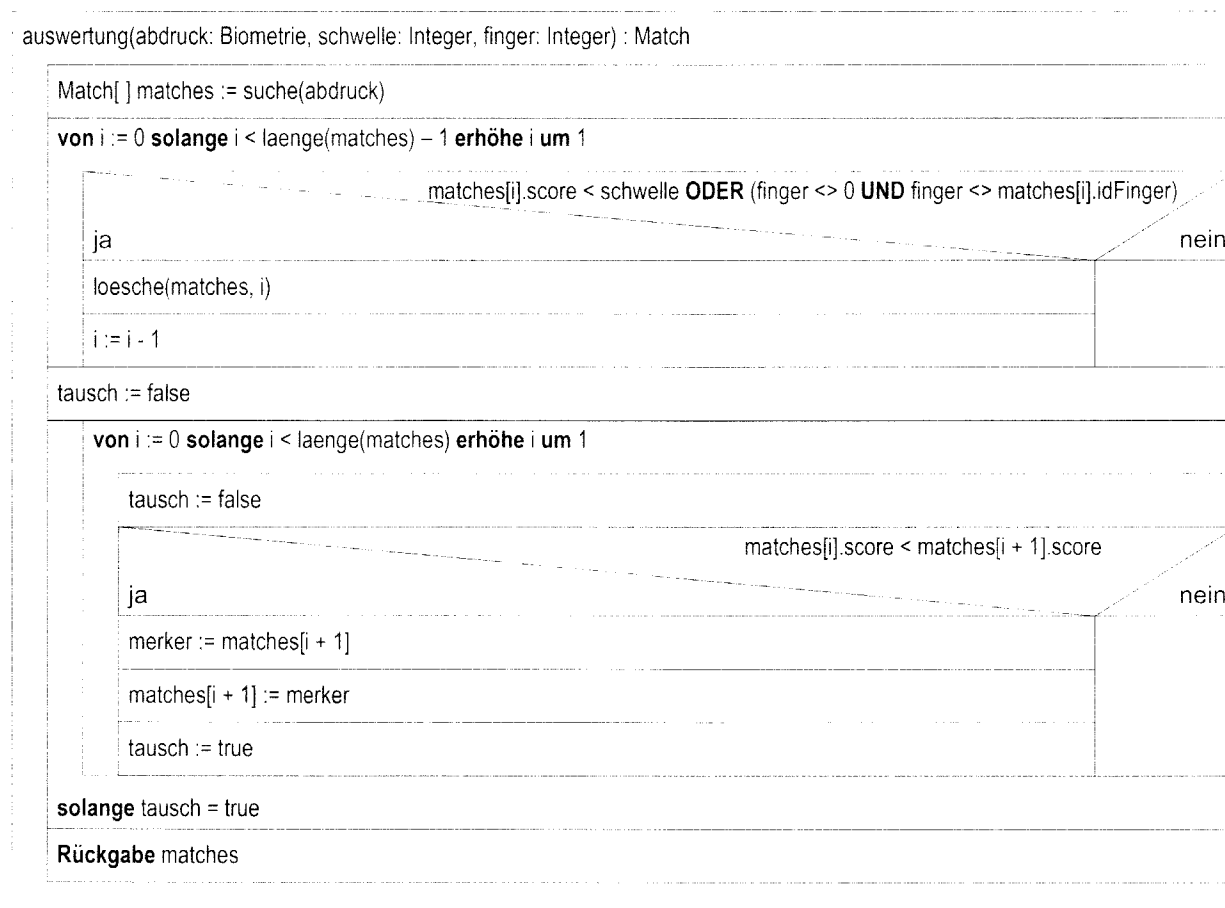 auswertung(abdruck: Biometrie, schwelle: Integer, finger: Integer) : Match
Match[ ] matches := suche(abdruck)
von i := 0 solange i < laenge(matches) – 1 erhöhe i um 1
matches[i].score < schwelle ODER (finger <> 0 UND finger <> matches[i].idFinger)
ja nein
loesche(matches, i)
i := i - 1
tausch := false
von i := 0 solange i < laenge(matches) erhöhe i um 1
tausch := false
matches[i].score < matches[i + 1].score
ja nein
merker := matches[i + 1]
matches[i + 1] := merker
tausch := true
solange tausch = true
Rückgabe matches